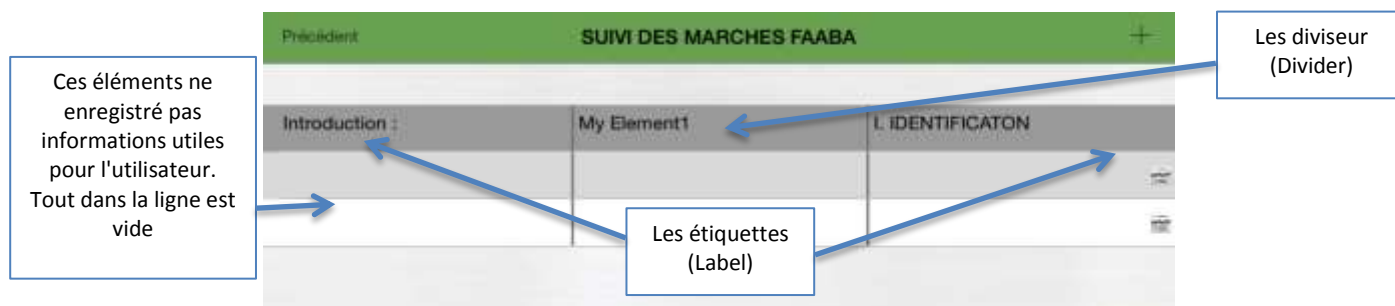 Précédent
SUIVI DES MARCHES FAABA
+
Les diviseur
(Divider)
Ces éléments ne
enregistré pas
informations utiles
pour l'utilisateur.
Tout dans la ligne est
vide
Introduction :
My Element1
I. IDENTIFICATON
Les étiquettes
(Label)